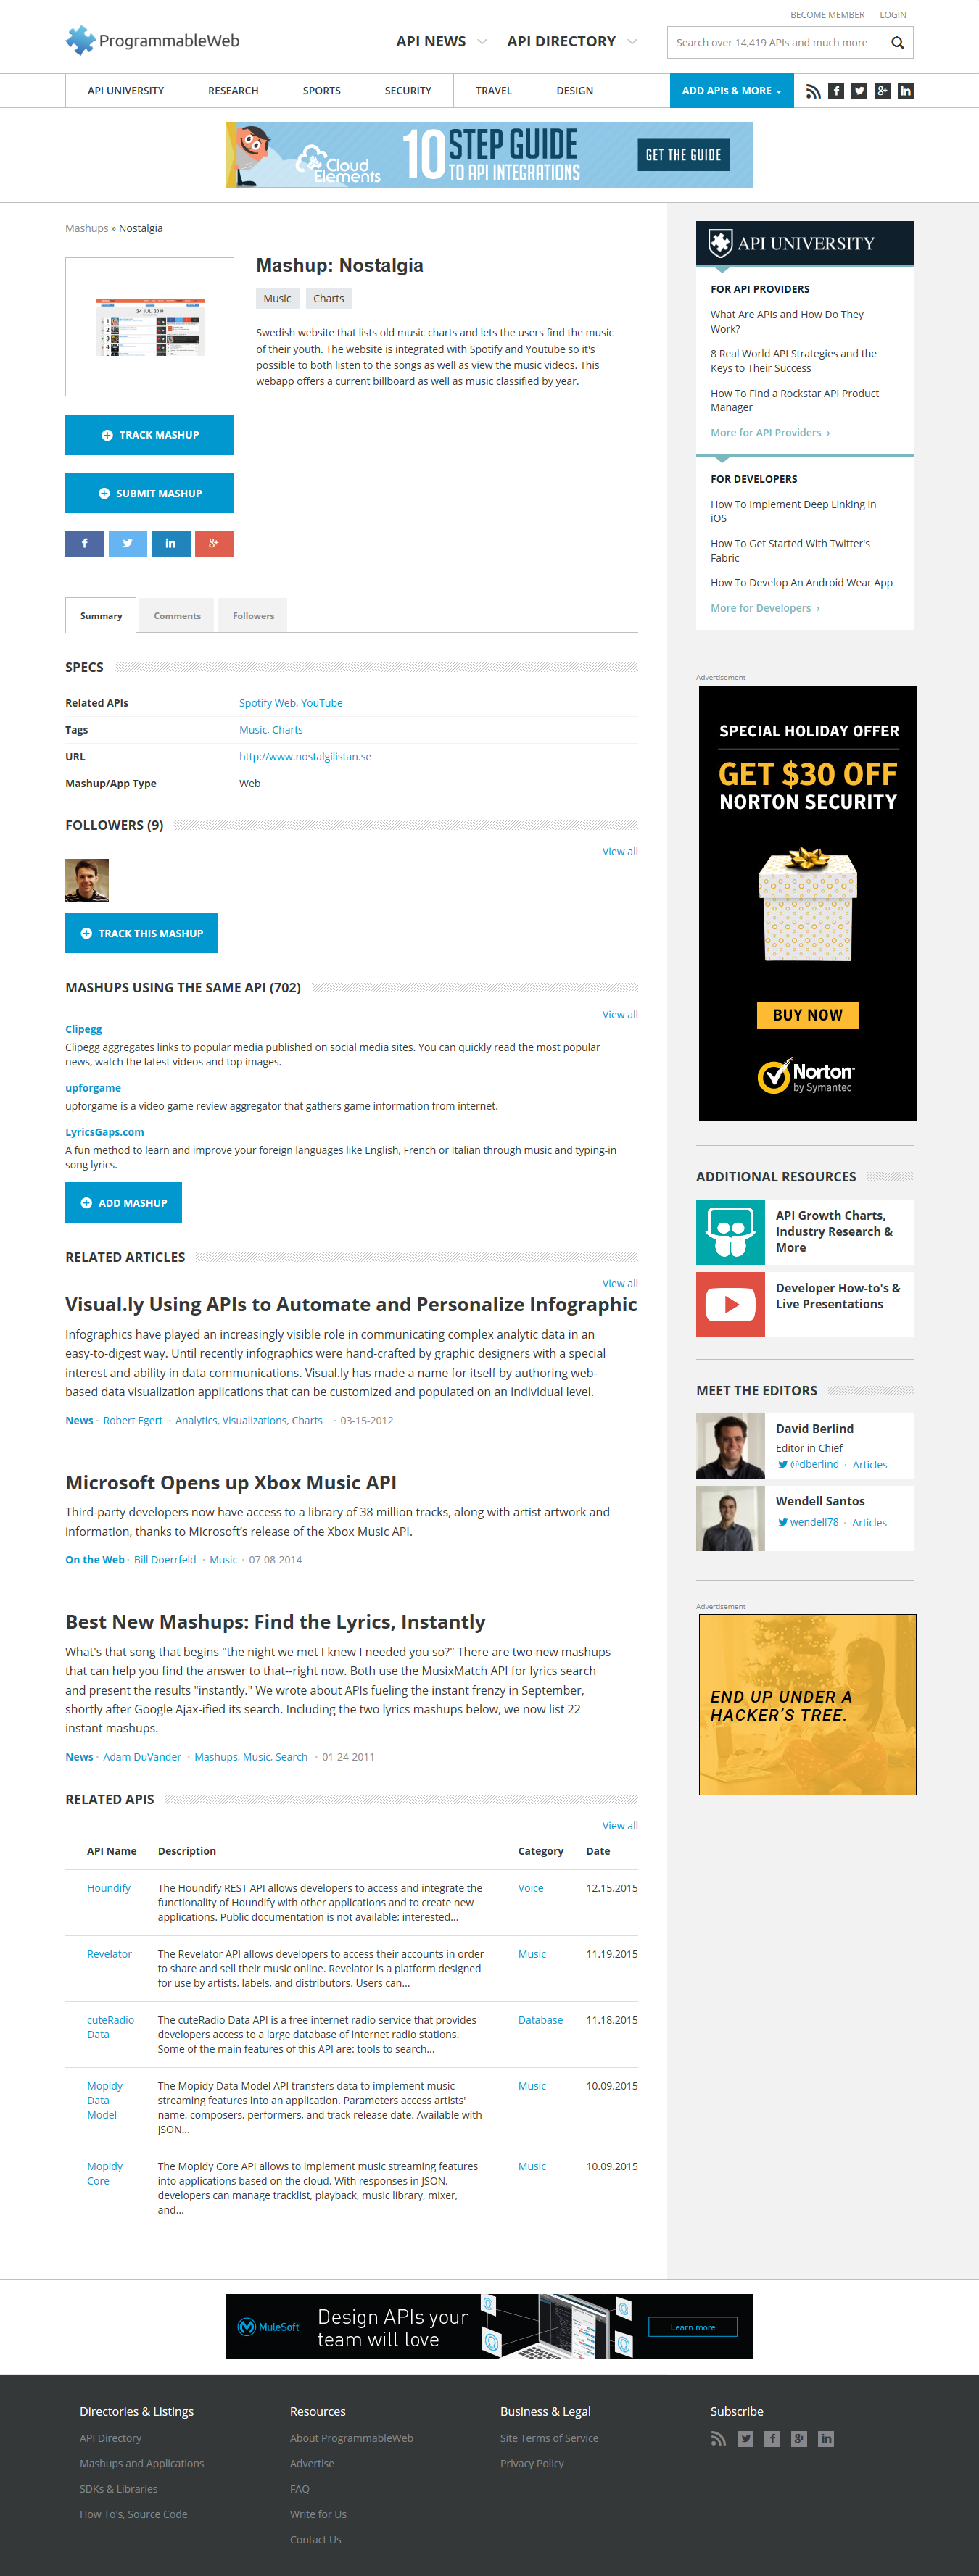 BECOME MEMBER | LOGIN
ProgrammableWeb
API NEWS
API DIRECTORY
Search over 14,419 APIs and much more
API UNIVERSITY
RESEARCH
SPORTS
SECURITY
TRAVEL
DESIGN
ADD APIs & MORE
Cloud Elements
10 STEP GUIDE
TO API INTEGRATIONS
GET THE GUIDE
Mashups » Nostalgia
Mashup: Nostalgia
Music
Charts
24 JULI 2010
Swedish website that lists old music charts and lets the users find the music
of their youth. The website is integrated with Spotify and Youtube so it's
possible to both listen to the songs as well as view the music videos. This
webapp offers a current billboard as well as music classified by year.
TRACK MASHUP
SUBMIT MASHUP
Summary
Comments
Followers
SPECS
Related APIs Spotify Web, YouTube
Tags Music, Charts
URL http://www.nostalgilistan.se
Mashup/App Type Web
FOLLOWERS (9)
View all
TRACK THIS MASHUP
MASHUPS USING THE SAME API (702)
View all
Clipegg
Clipegg aggregates links to popular media published on social media sites. You can quickly read the most popular
news, watch the latest videos and top images.
upforgame
upforgame is a video game review aggregator that gathers game information from internet.
LyricsGaps.com
A fun method to learn and improve your foreign languages like English, French or Italian through music and typing-in
song lyrics.
ADD MASHUP
RELATED ARTICLES
View all
Visual.ly Using APIs to Automate and Personalize Infographic
Infographics have played an increasingly visible role in communicating complex analytic data in an
easy-to-digest way. Until recently infographics were hand-crafted by graphic designers with a special
interest and ability in data communications. Visual.ly has made a name for itself by authoring web-
based data visualization applications that can be customized and populated on an individual level.
News · Robert Egert · Analytics, Visualizations, Charts · 03-15-2012
Microsoft Opens up Xbox Music API
Third-party developers now have access to a library of 38 million tracks, along with artist artwork and
information, thanks to Microsoft’s release of the Xbox Music API.
On the Web · Bill Doerrfeld · Music · 07-08-2014
Best New Mashups: Find the Lyrics, Instantly
What's that song that begins "the night we met I knew I needed you so?" There are two new mashups
that can help you find the answer to that--right now. Both use the MusixMatch API for lyrics search
and present the results "instantly." We wrote about APIs fueling the instant frenzy in September,
shortly after Google Ajax-ified its search. Including the two lyrics mashups below, we now list 22
instant mashups.
News · Adam DuVander · Mashups, Music, Search · 01-24-2011
RELATED APIS
View all
API Name Description Category Date
Houndify The Houndify REST API allows developers to access and integrate the Voice 12.15.2015
functionality of Houndify with other applications and to create new
applications. Public documentation is not available; interested...
Revelator The Revelator API allows developers to access their accounts in order Music 11.19.2015
to share and sell their music online. Revelator is a platform designed
for use by artists, labels, and distributors. Users can...
cuteRadio The cuteRadio Data API is a free internet radio service that provides Database 11.18.2015
Data developers access to a large database of internet radio stations.
Some of the main features of this API are: tools to search...
Mopidy The Mopidy Data Model API transfers data to implement music Music 10.09.2015
Data streaming features into an application. Parameters access artists'
Model name, composers, performers, and track release date. Available with
JSON...
Mopidy The Mopidy Core API allows to implement music streaming features Music 10.09.2015
Core into applications based on the cloud. With responses in JSON,
developers can manage tracklist, playback, music library, mixer,
and...
API UNIVERSITY
FOR API PROVIDERS
What Are APIs and How Do They
Work?
8 Real World API Strategies and the
Keys to Their Success
How To Find a Rockstar API Product
Manager
More for API Providers ›
FOR DEVELOPERS
How To Implement Deep Linking in
iOS
How To Get Started With Twitter's
Fabric
How To Develop An Android Wear App
More for Developers ›
Advertisement
SPECIAL HOLIDAY OFFER
GET $30 OFF
NORTON SECURITY
BUY NOW
Norton
by Symantec
ADDITIONAL RESOURCES
API Growth Charts,
Industry Research &
More
Developer How-to's &
Live Presentations
MEET THE EDITORS
David Berlind
Editor in Chief
@dberlind · Articles
Wendell Santos
wendell78 · Articles
Advertisement
END UP UNDER A
HACKER'S TREE.
MuleSoft
Design APIs your
team will love
Learn more
Directories & Listings
API Directory
Mashups and Applications
SDKs & Libraries
How To's, Source Code
Resources
About ProgrammableWeb
Advertise
FAQ
Write for Us
Contact Us
Business & Legal
Site Terms of Service
Privacy Policy
Subscribe